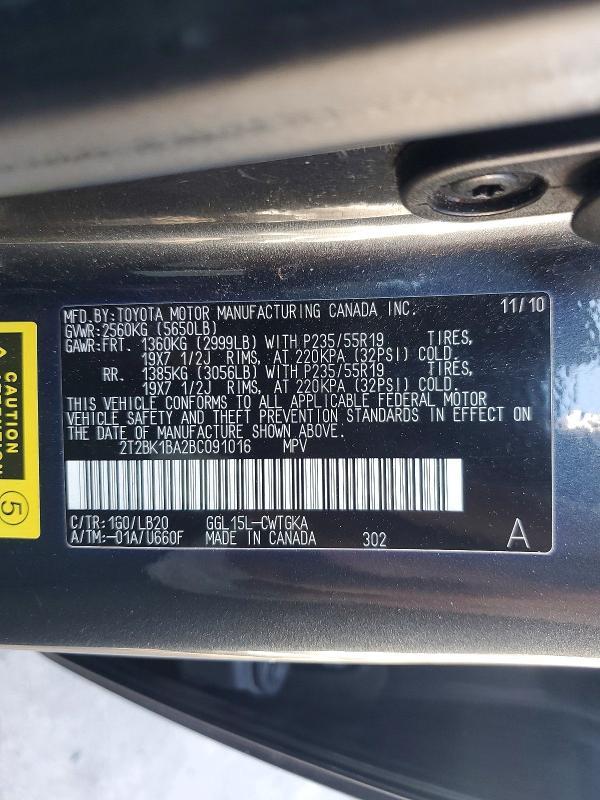 MFD.BY:TOYOTA MOTOR MANUFACTURING CANADA INC. 11/10
GVWR:2560KG (5650LB)
GAWR:FRT. 1360KG (2999LB) WITH P235/55R19 TIRES,
19X7 1/2J RIMS, AT 220KPA (32PSI) COLD.
RR. 1385KG (3056LB) WITH P235/55R19 TIRES,
19X7 1/2J RIMS, AT 220KPA (32PSI) COLD.
THIS VEHICLE CONFORMS TO ALL APPLICABLE FEDERAL MOTOR
VEHICLE SAFETY AND THEFT PREVENTION STANDARDS IN EFFECT ON
THE DATE OF MANUFACTURE SHOWN ABOVE.
2T2BK1BA2BC091016 MPV
C/TR:1G0/LB20 GGL15L-CWTGKA
A/TM:-01A/U660F MADE IN CANADA 302 A
CAUTION
5